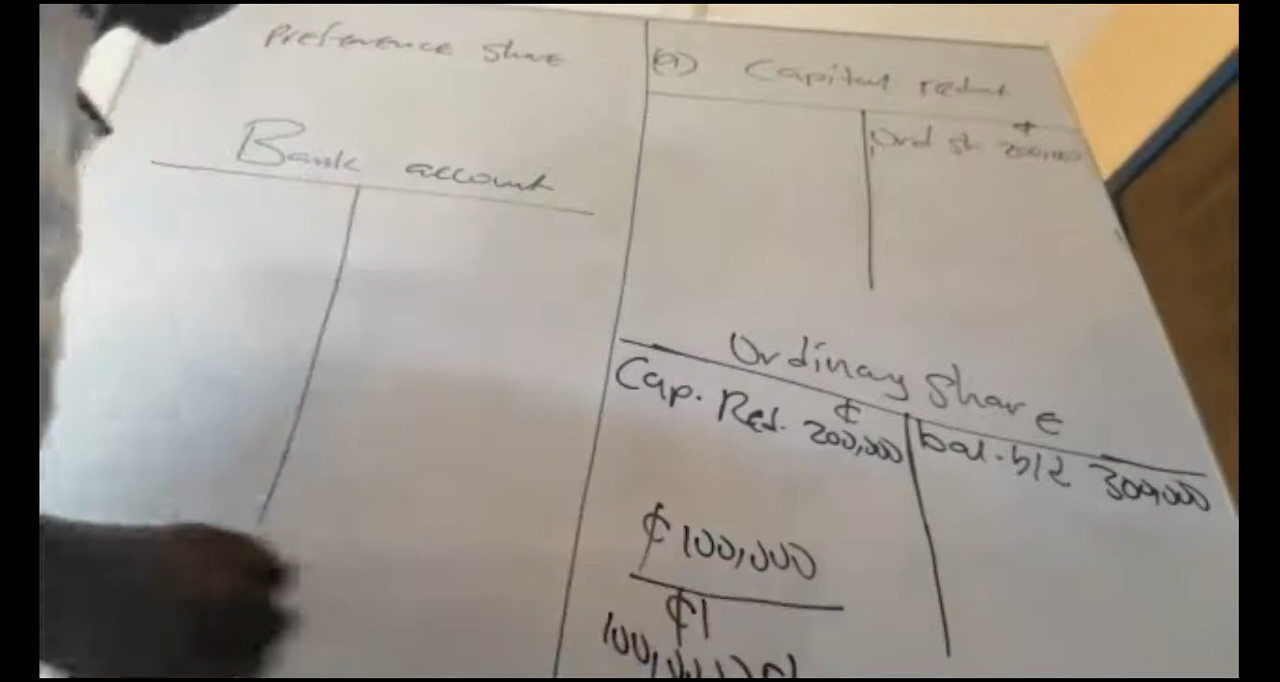 preference share
Bank account
(a) Capital reduct
¢
Ord sh 200,000
Ordinary Share
¢
Cap. Red. 200,000
bal. b/d 300,000
¢100,000
¢1